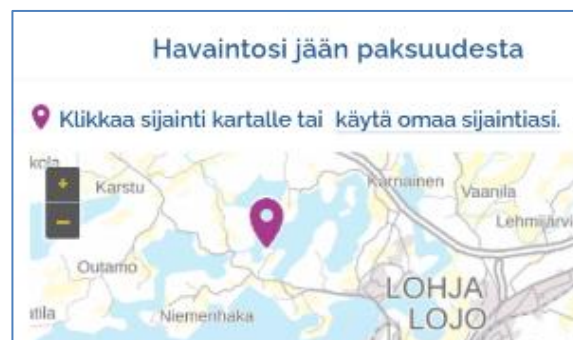 Havaintosi jään paksuudesta
Klikkaa sijainti kartalle tai käytä omaa sijaintiasi.
+
Karstu
Karnainen
Vaanila
−
Lehmijärvi
Outamo
LOHJA
LOJO
Niemenhaka